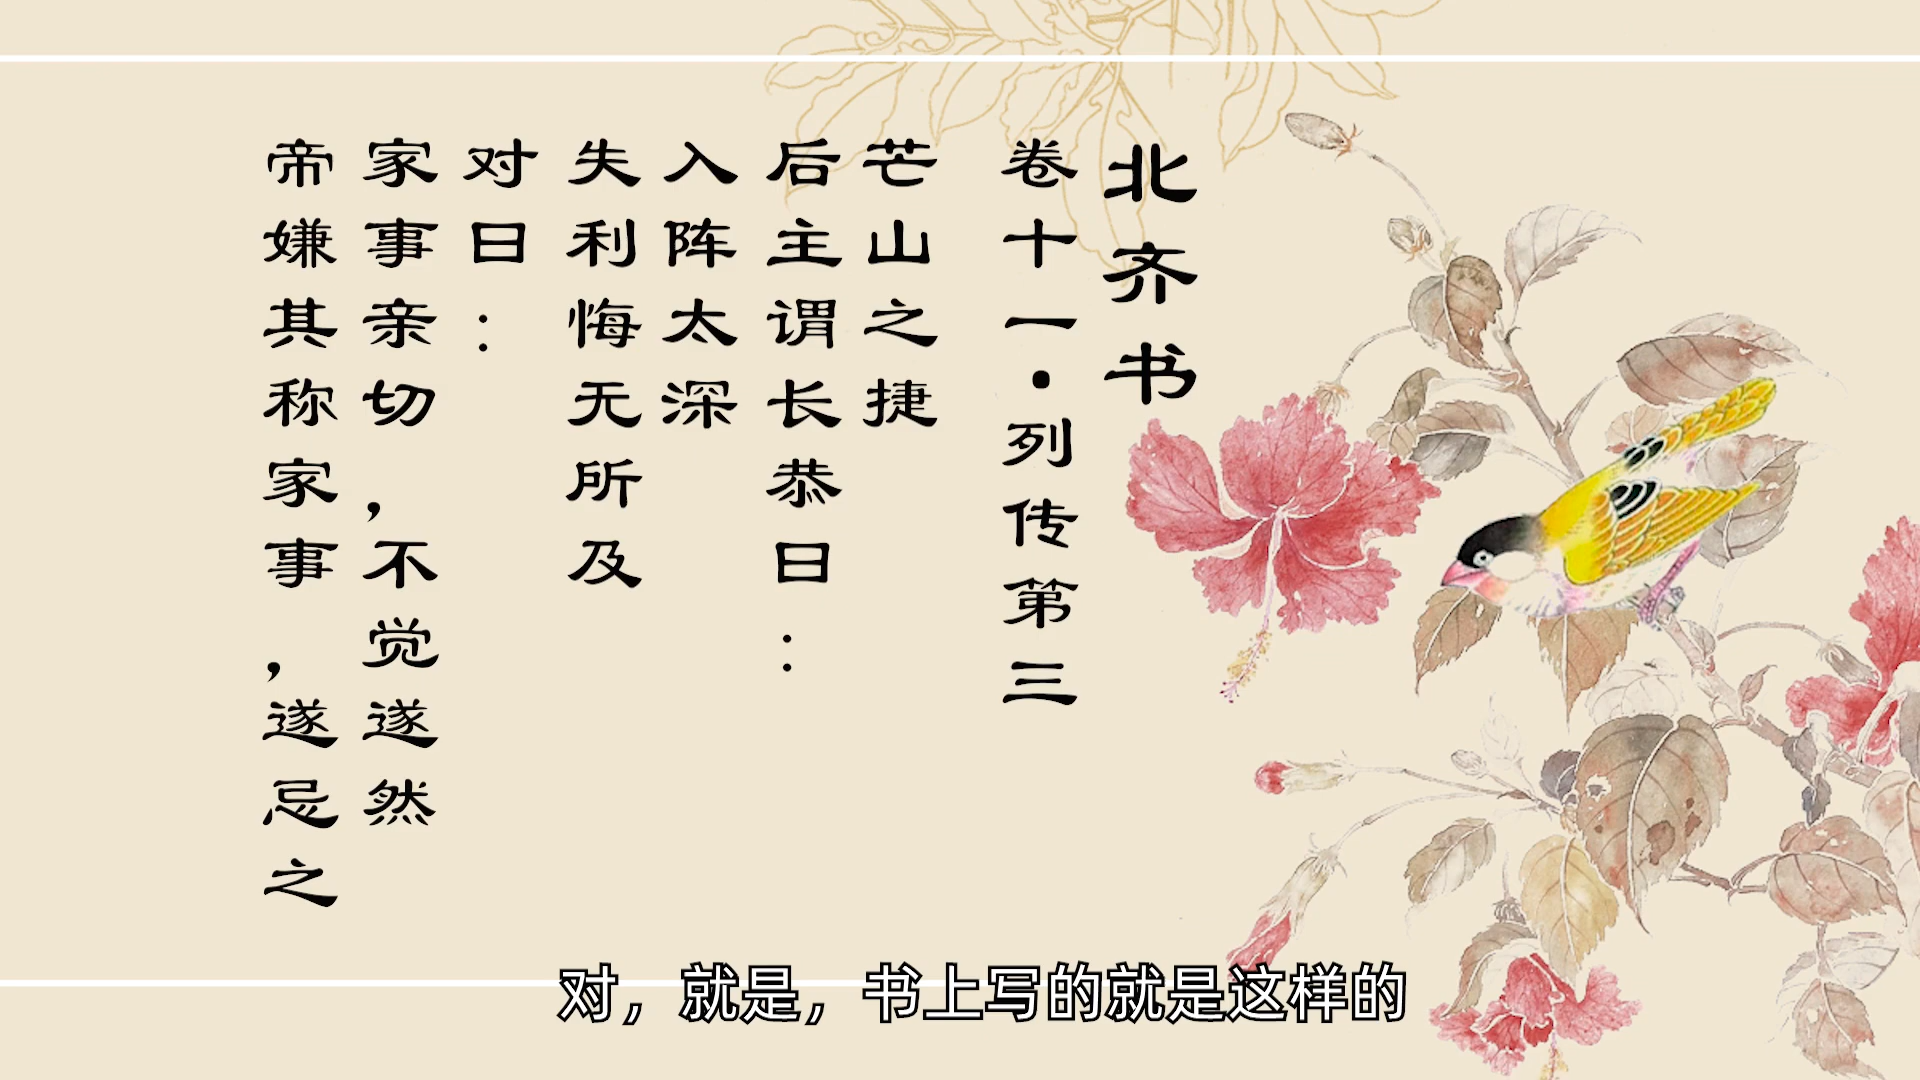 北齐书
卷十一·列传第三
芒山之捷
后主谓长恭曰：
入阵太深
失利悔无所及
对曰：
家事亲切，不觉遂然
帝嫌其称家事，遂忌之
对，就是，书上写的就是这样的